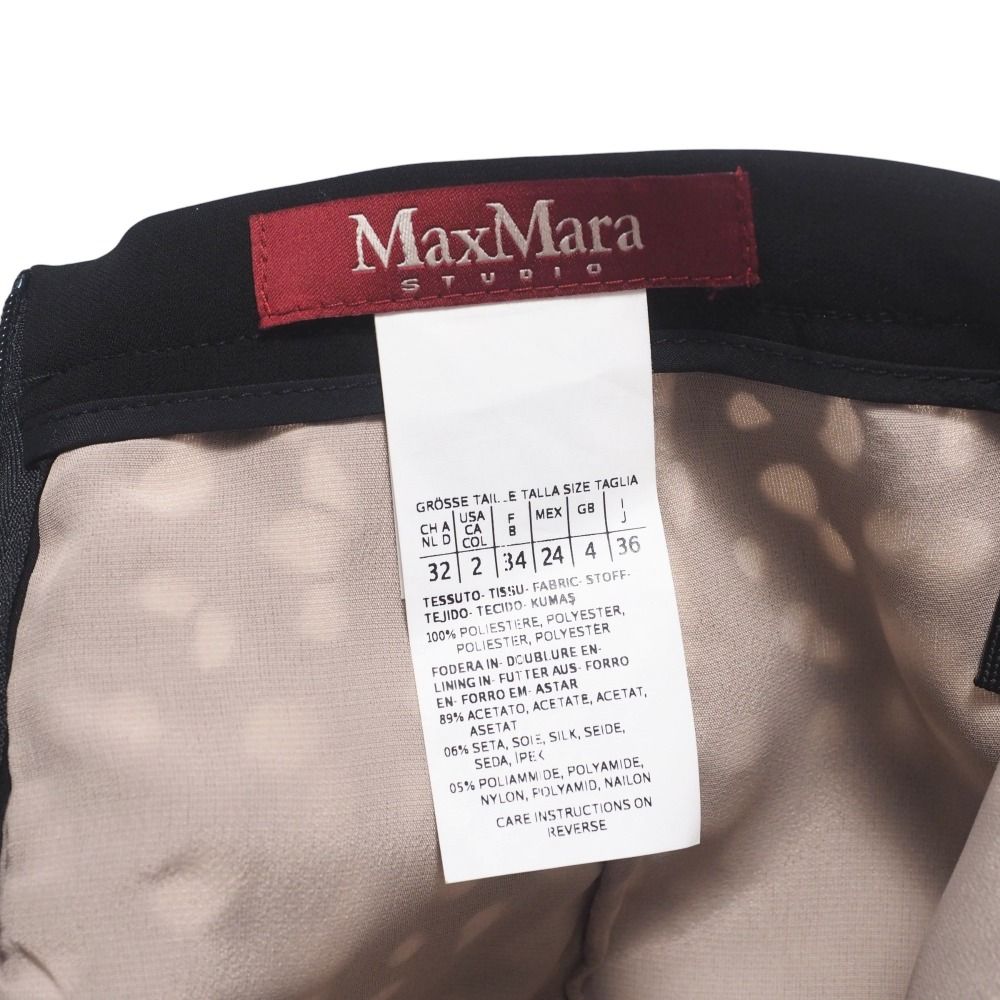 MaxMara
STUDIO
GRÖSSE TAILLE TALLA SIZE TAGLIA
CH A NL D USA CA COL F B MEX GB I J
32 2 34 24 4 36
TESSUTO- TISSU- FABRIC- STOFF-
TEJIDO- TECIDO- KUMAŞ
100% POLIESTERE, POLYESTER,
POLIESTER, POLYESTER
FODERA IN- DOUBLURE EN-
LINING IN- FUTTER AUS- FORRO
EN- FORRO EM- ASTAR
89% ACETATO, ACETATE, ACETAT,
ASETAT
06% SETA, SOIE, SILK, SEIDE,
SEDA, İPEK
05% POLIAMMIDE, POLYAMIDE,
NYLON, POLYAMID, NAILON
CARE INSTRUCTIONS ON
REVERSE